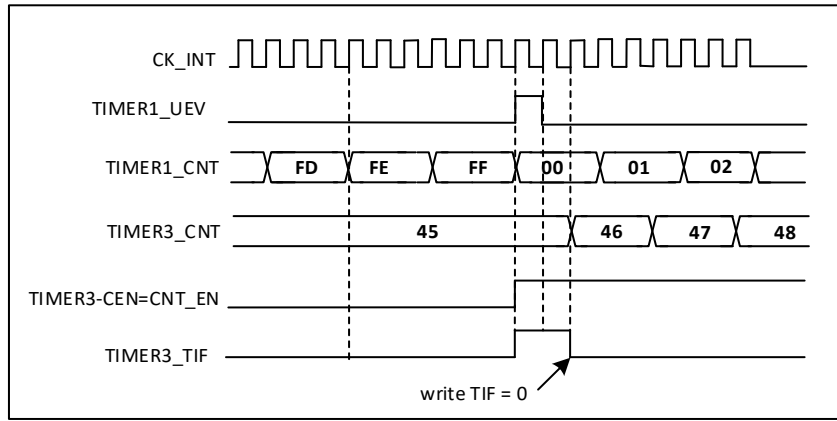 CK_INT
TIMER1_UEV
TIMER1_CNT FD FE FF 00 01 02
TIMER3_CNT 45 46 47 48
TIMER3-CEN=CNT_EN
TIMER3_TIF
write TIF = 0